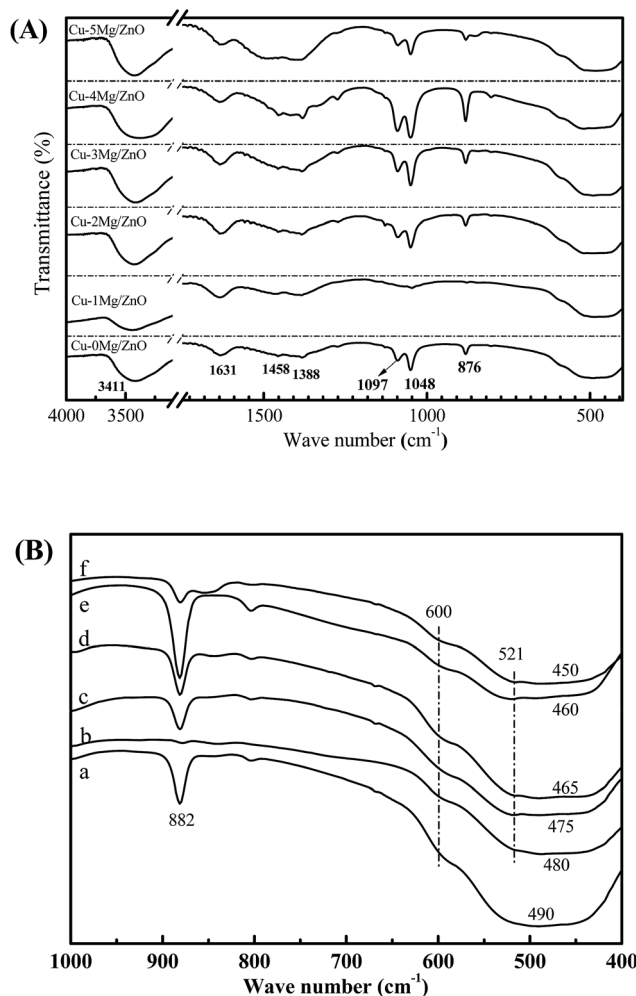 (A)
Cu-5Mg/ZnO
Cu-4Mg/ZnO
Cu-3Mg/ZnO
Cu-2Mg/ZnO
Cu-1Mg/ZnO
Cu-0Mg/ZnO
Transmittance (%)
3411
1631
1458
1388
1097
1048
876
4000
3500
1500
1000
500
Wave number (cm-1)
(B)
f
e
d
c
b
a
882
600
521
450
460
465
475
480
490
1000
900
800
700
600
500
400
Wave number (cm-1)